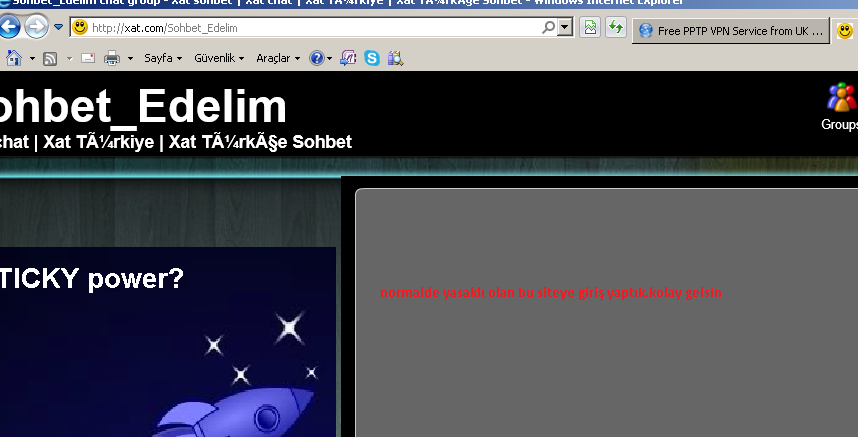 Sohbet_Edelim chat group - Xat sohbet | Xat chat | Xat TÃ¼rkiye | Xat TÃ¼rkÃ§e Sohbet - Windows Internet Explorer
http://xat.com/Sohbet_Edelim
Free PPTP VPN Service from UK ...
Sayfa Güvenlik Araçlar
ohbet_Edelim
Groups
chat | Xat TÃ¼rkiye | Xat TÃ¼rkÃ§e Sohbet
TICKY power?
normalde yasaklı olan bu siteye giriş yaptık.kolay gelsin